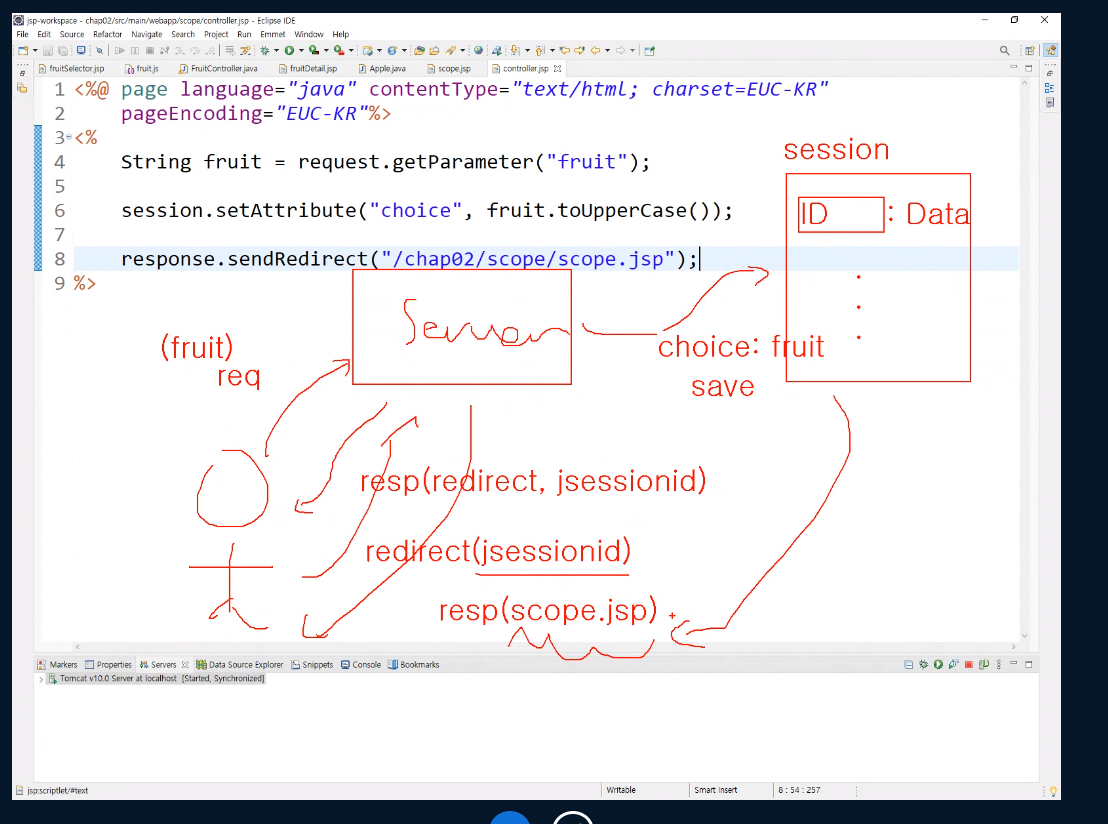 jsp-workspace - chap02/src/main/webapp/scope/controller.jsp - Eclipse IDE
File Edit Source Refactor Navigate Search Project Run Emmet Window Help
fruitSelector.jsp fruit.js FruitController.java fruitDetail.jsp Apple.java scope.jsp controller.jsp
1 <%@ page language="java" contentType="text/html; charset=EUC-KR"
2 pageEncoding="EUC-KR"%>
3 <%
4 String fruit = request.getParameter("fruit");
5
6 session.setAttribute("choice", fruit.toUpperCase());
7
8 response.sendRedirect("/chap02/scope/scope.jsp");
9 %>
session
ID : Data
(fruit)
req
choice: fruit
save
resp(redirect, jsessionid)
redirect(jsessionid)
resp(scope.jsp) +
Markers Properties Servers Data Source Explorer Snippets Console Bookmarks
Tomcat v10.0 Server at localhost [Started, Synchronized]
jsp:scriptlet/#text Writable Smart Insert 8 : 54 : 257